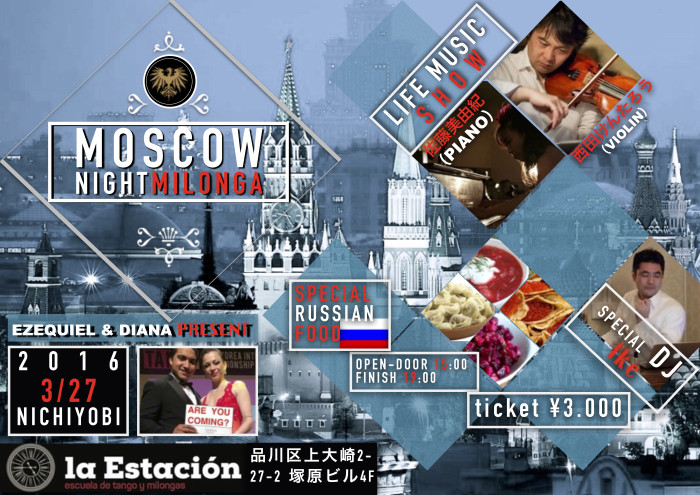 MOSCOW
NIGHT MILONGA
LIFE MUSIC
SHOW
佐藤美由紀
(PIANO)
西田けんたろう
(VIOLIN)
SPECIAL
RUSSIAN
FOOD
SPECIAL DJ
ike
EZEQUIEL & DIANA PRESENT
2016
3/27
NICHIYOBI
ARE YOU
COMING?
OPEN-DOOR 15:00
FINISH 19:00
ticket ¥3.000
la Estación
escuela de tango y milongas
品川区上大崎2-
27-2 塚原ビル4F